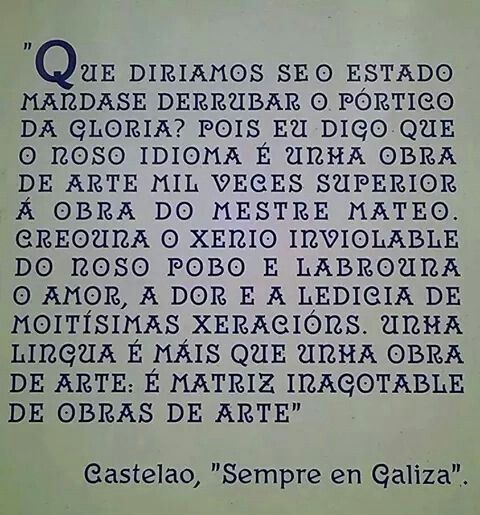 "QUE DIRIAMOS SE O ESTADO
MANDASE DERRUBAR O PÓRTICO
DA GLORIA? POIS EU DIGO QUE
O NOSO IDIOMA É UNHA OBRA
DE ARTE MIL VECES SUPERIOR
Á OBRA DO MESTRE MATEO.
CREOUNA O XENIO INVIOLABLE
DO NOSO POBO E LABROUNA
O AMOR, A DOR E A LEDICIA DE
MOITÍSIMAS XERACIÓNS. UNHA
LINGUA É MÁIS QUE UNHA OBRA
DE ARTE: É MATRIZ INAGOTABLE
DE OBRAS DE ARTE"
Castelao, "Sempre en Galiza".